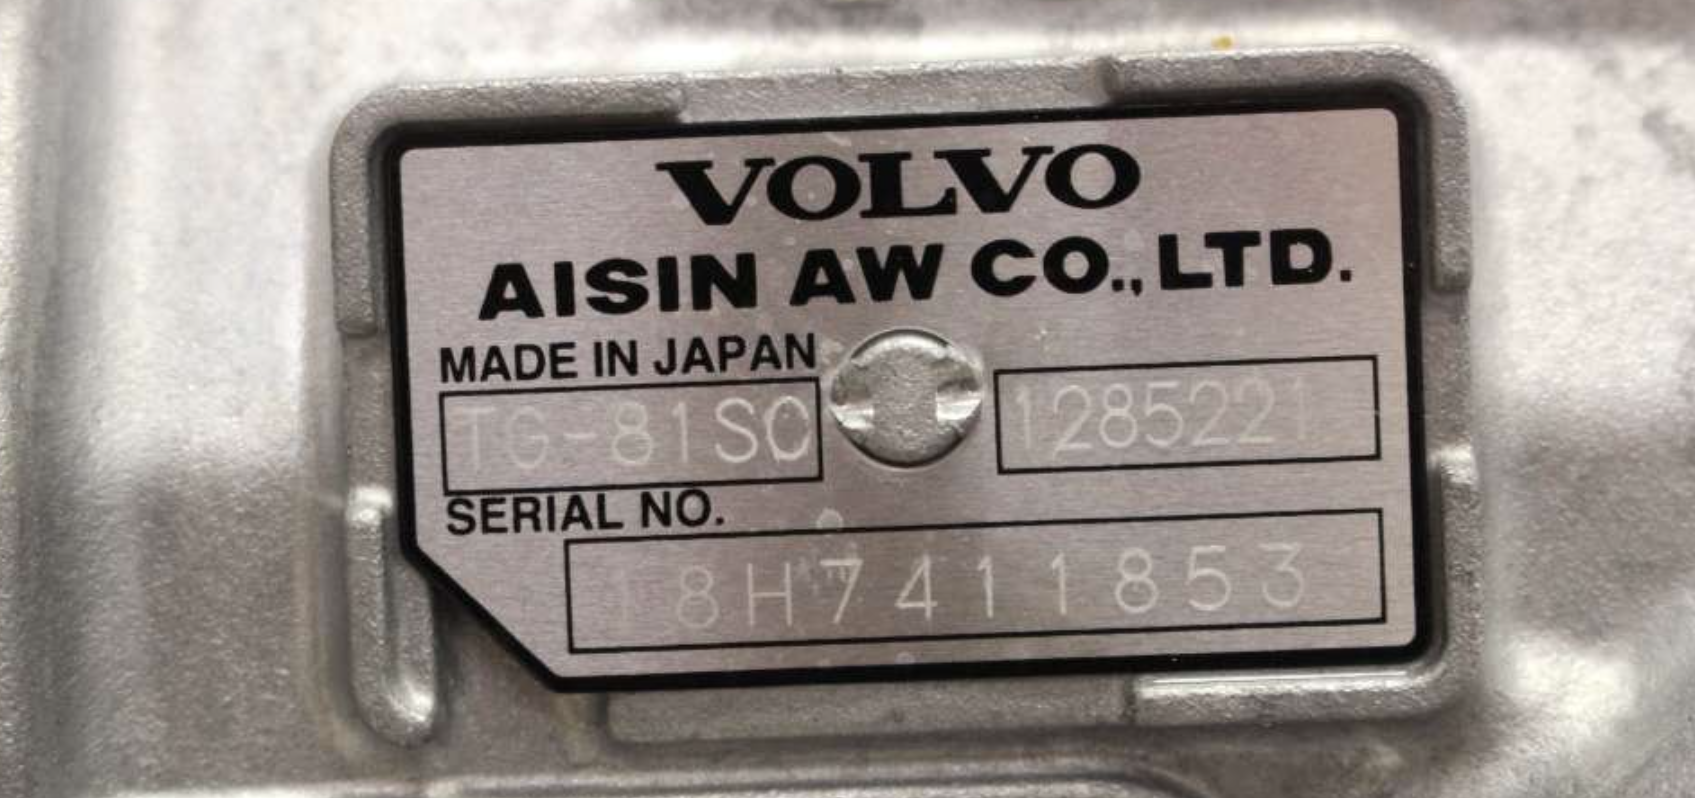 VOLVO
AISIN AW CO., LTD.
MADE IN JAPAN
TG-81SC 1285221
SERIAL NO.
18H7411853